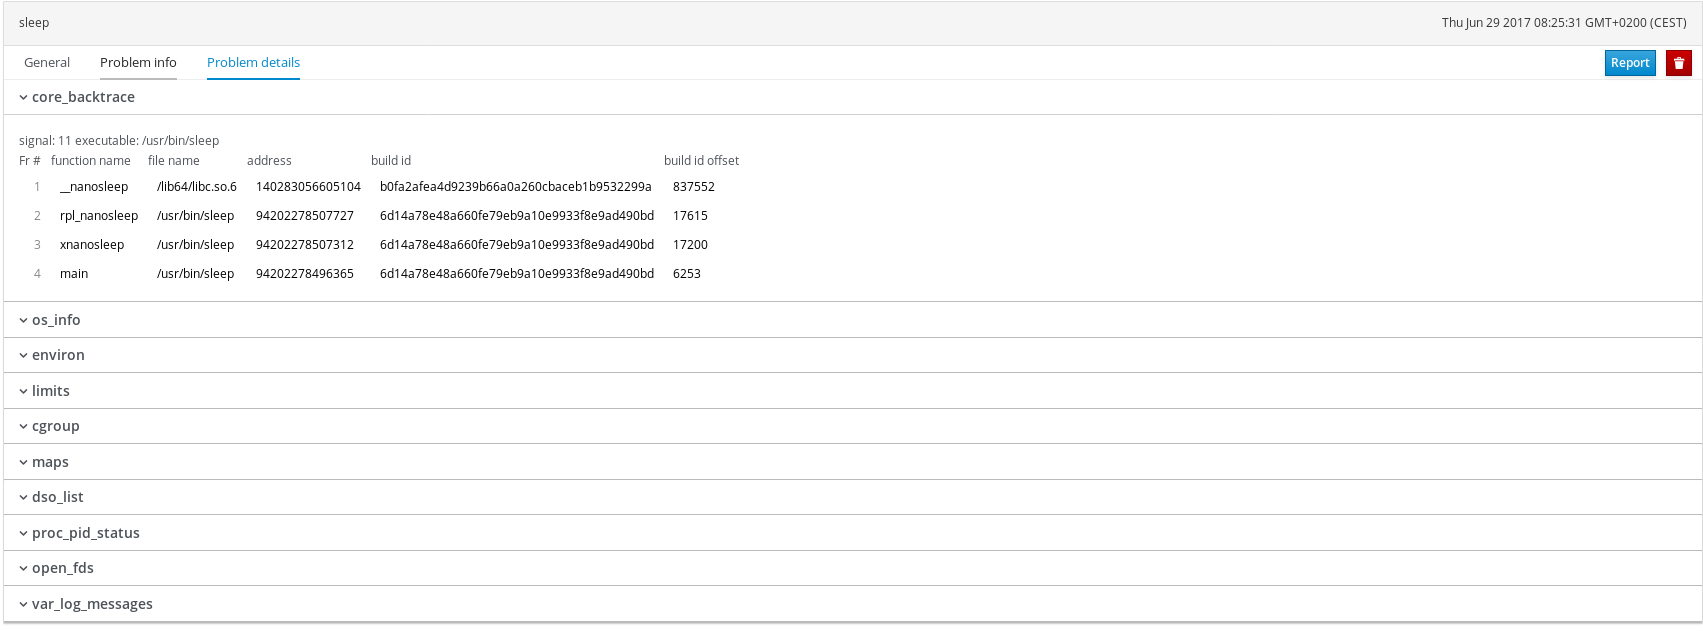 sleep Thu Jun 29 2017 08:25:31 GMT+0200 (CEST)
General Problem info Problem details Report
core_backtrace
signal: 11 executable: /usr/bin/sleep
Fr # function name file name address build id build id offset
1 __nanosleep /lib64/libc.so.6 140283056605104 b0fa2afea4d9239b66a0a260cbaceb1b9532299a 837552
2 rpl_nanosleep /usr/bin/sleep 94202278507727 6d14a78e48a660fe79eb9a10e9933f8e9ad490bd 17615
3 xnanosleep /usr/bin/sleep 94202278507312 6d14a78e48a660fe79eb9a10e9933f8e9ad490bd 17200
4 main /usr/bin/sleep 94202278496365 6d14a78e48a660fe79eb9a10e9933f8e9ad490bd 6253
os_info
environ
limits
cgroup
maps
dso_list
proc_pid_status
open_fds
var_log_messages